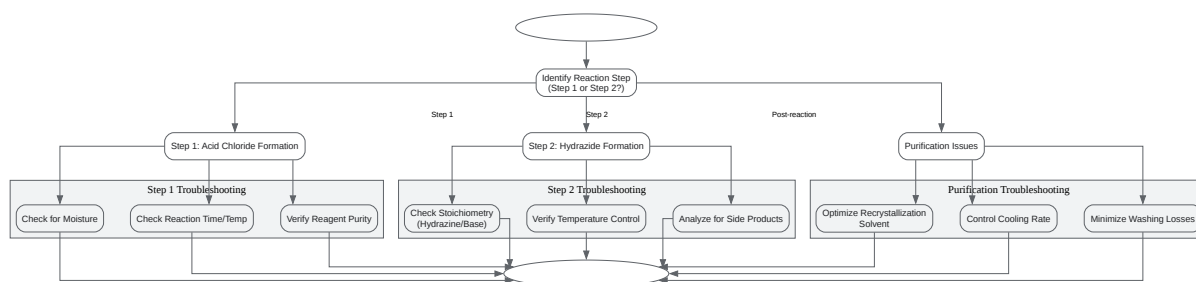 Identify Reaction Step
(Step 1 or Step 2?)
Step 1
Step 2
Post-reaction
Step 1: Acid Chloride Formation
Step 2: Hydrazide Formation
Purification Issues
Step 1 Troubleshooting
Step 2 Troubleshooting
Purification Troubleshooting
Check for Moisture
Check Reaction Time/Temp
Verify Reagent Purity
Check Stoichiometry
(Hydrazine/Base)
Verify Temperature Control
Analyze for Side Products
Optimize Recrystallization
Solvent
Control Cooling Rate
Minimize Washing Losses